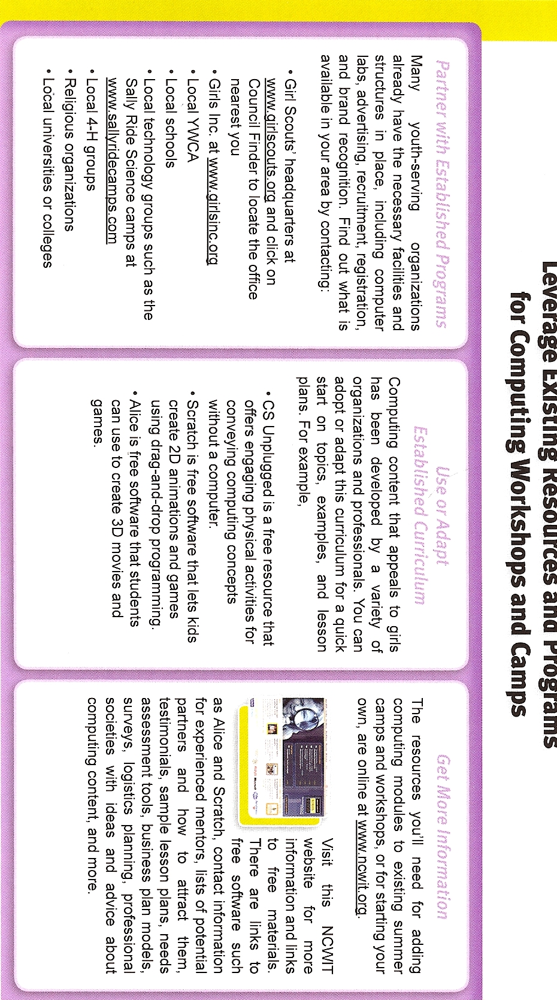 Leverage Existing Resources and Programs
for Computing Workshops and Camps
Partner with Established Programs
Many youth-serving organizations
already have the necessary facilities and
structures in place, including computer
labs, advertising, recruitment, registration,
and brand recognition. Find out what is
available in your area by contacting:
• Girl Scouts' headquarters at
www.girlscouts.org and click on
Council Finder to locate the office
nearest you
• Girls Inc. at www.girlsinc.org
• Local YWCA
• Local schools
• Local technology groups such as the
Sally Ride Science camps at
www.sallyridecamps.com
• Local 4-H groups
• Religious organizations
• Local universities or colleges
Use or Adapt
Established Curriculum
Computing content that appeals to girls
has been developed by a variety of
organizations and professionals. You can
adopt or adapt this curriculum for a quick
start on topics, examples, and lesson
plans. For example,
• CS Unplugged is a free resource that
offers engaging physical activities for
conveying computing concepts
without a computer.
• Scratch is free software that lets kids
create 2D animations and games
using drag-and-drop programming.
• Alice is free software that students
can use to create 3D movies and
games.
Get More Information
The resources you'll need for adding
computing modules to existing summer
camps and workshops, or for starting your
own, are online at www.ncwit.org.
Visit this NCWIT
website for more
information and links
to free materials.
There are links to
free software such
as Alice and Scratch, contact information
for experienced mentors, lists of potential
partners and how to attract them,
testimonials, sample lesson plans, needs
assessment tools, business plan models,
surveys, logistics planning, professional
societies with ideas and advice about
computing content, and more.